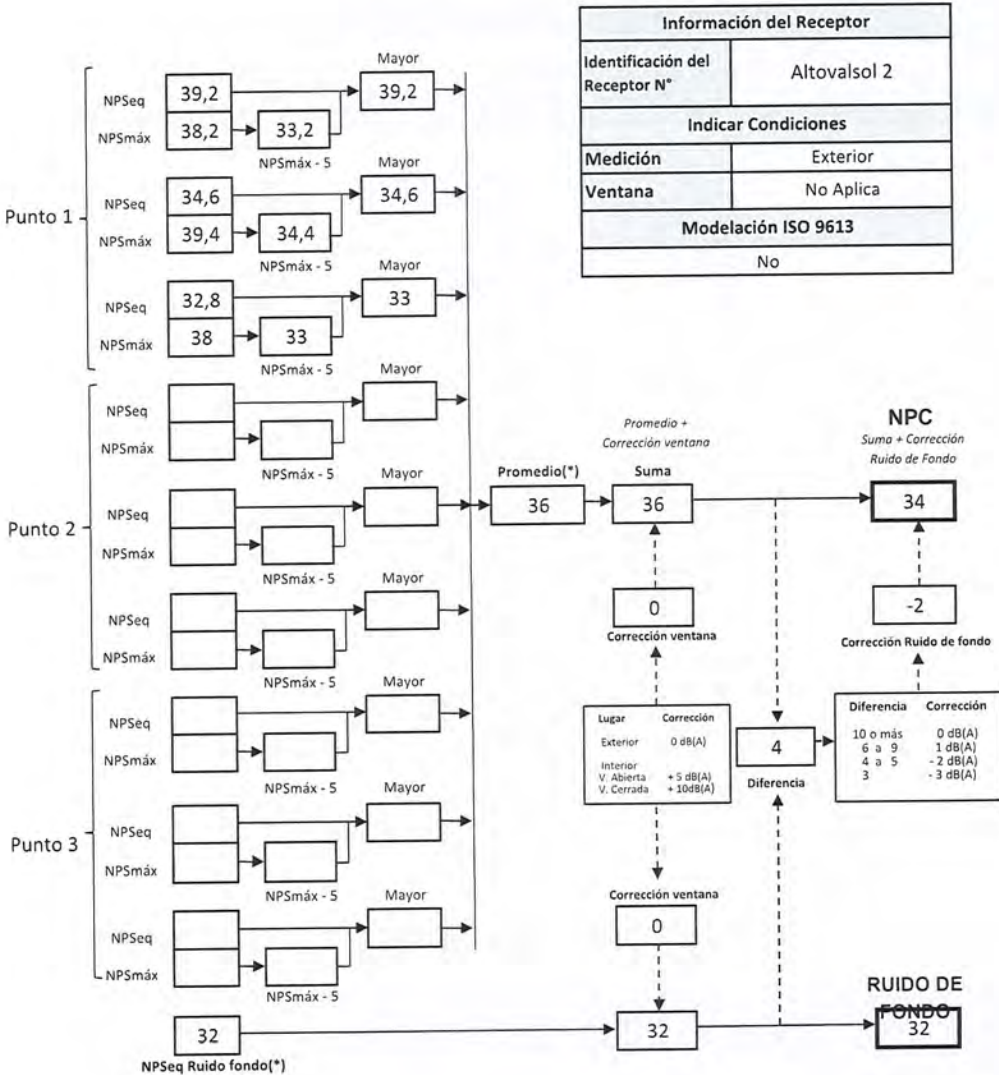 Información del Receptor
Identificación del Receptor N° Altovalsol 2
Indicar Condiciones
Medición Exterior
Ventana No Aplica
Modelación ISO 9613
No
Punto 1
Mayor
NPSeq 39,2 39,2
NPSmáx 38,2 33,2
NPSmáx - 5
Mayor
NPSeq 34,6 34,6
NPSmáx 39,4 34,4
NPSmáx - 5
Mayor
NPSeq 32,8 33
NPSmáx 38 33
NPSmáx - 5
Punto 2
Mayor
NPSeq
NPSmáx
NPSmáx - 5
Mayor
NPSeq
NPSmáx
NPSmáx - 5
Mayor
NPSeq
NPSmáx
NPSmáx - 5
Punto 3
Mayor
NPSeq
NPSmáx
NPSmáx - 5
Mayor
NPSeq
NPSmáx
NPSmáx - 5
Mayor
NPSeq
NPSmáx
NPSmáx - 5
Promedio(*)
36
Promedio +
Corrección ventana
Suma
36
NPC
Suma + Corrección
Ruido de Fondo
34
0
Corrección ventana
-2
Corrección Ruido de fondo
Lugar Corrección
Exterior 0 dB(A)
Interior
V. Abierta + 5 dB(A)
V. Cerrada + 10dB(A)
4
Diferencia
Diferencia Corrección
10 o más 0 dB(A)
6 a 9 1 dB(A)
4 a 5 - 2 dB(A)
3 - 3 dB(A)
Corrección ventana
0
32
NPSeq Ruido fondo(*)
32
RUIDO DE
FONDO
32